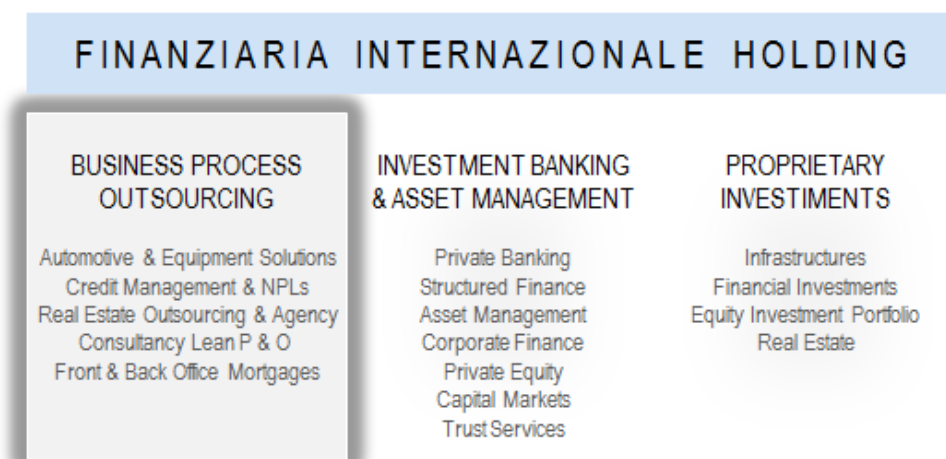 FINANZIARIA INTERNAZIONALE HOLDING
BUSINESS PROCESS
OUTSOURCING
Automotive & Equipment Solutions
Credit Management & NPLs
Real Estate Outsourcing & Agency
Consultancy Lean P & O
Front & Back Office Mortgages
INVESTMENT BANKING
& ASSET MANAGEMENT
Private Banking
Structured Finance
Asset Management
Corporate Finance
Private Equity
Capital Markets
Trust Services
PROPRIETARY
INVESTIMENTS
Infrastructures
Financial Investments
Equity Investment Portfolio
Real Estate